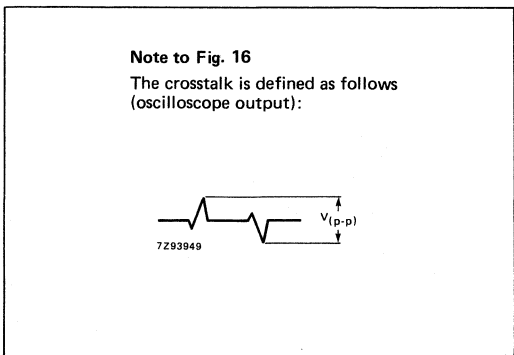 Note to Fig. 16
The crosstalk is defined as follows
(oscilloscope output):
V(p-p)
7Z93949